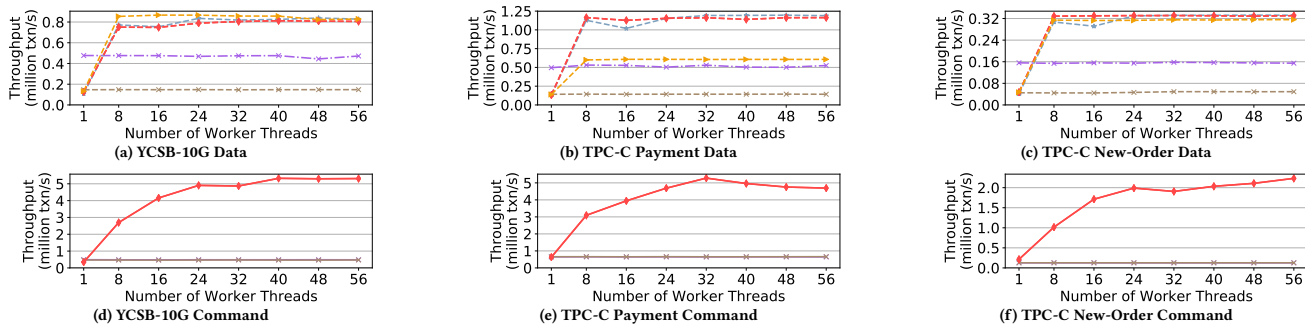 Throughput
(million txn/s)
0.8
0.6
0.4
0.2
0.0
1 8 16 24 32 40 48 56
Number of Worker Threads
(a) YCSB-10G Data
Throughput
(million txn/s)
1.25
1.00
0.75
0.50
0.25
0.00
1 8 16 24 32 40 48 56
Number of Worker Threads
(b) TPC-C Payment Data
Throughput
(million txn/s)
0.32
0.24
0.16
0.08
0.00
1 8 16 24 32 40 48 56
Number of Worker Threads
(c) TPC-C New-Order Data
Throughput
(million txn/s)
5
4
3
2
1
0
1 8 16 24 32 40 48 56
Number of Worker Threads
(d) YCSB-10G Command
Throughput
(million txn/s)
5
4
3
2
1
0
1 8 16 24 32 40 48 56
Number of Worker Threads
(e) TPC-C Payment Command
Throughput
(million txn/s)
2.0
1.5
1.0
0.5
0.0
1 8 16 24 32 40 48 56
Number of Worker Threads
(f) TPC-C New-Order Command